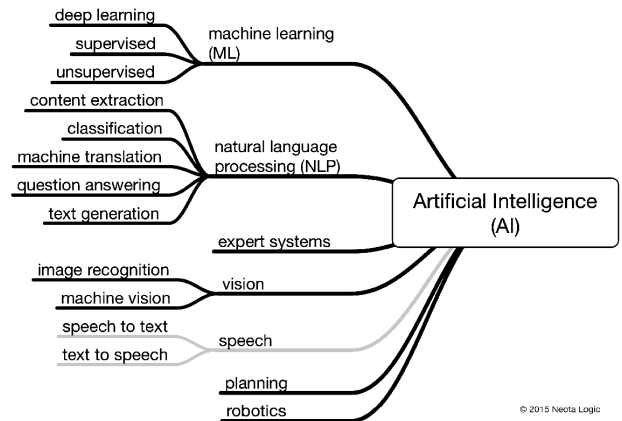 deep learning
supervised
unsupervised
machine learning
(ML)
content extraction
classification
machine translation
question answering
text generation
natural language
processing (NLP)
expert systems
image recognition
machine vision
vision
speech to text
text to speech
speech
planning
robotics
Artificial Intelligence
(AI)
© 2015 Neota Logic